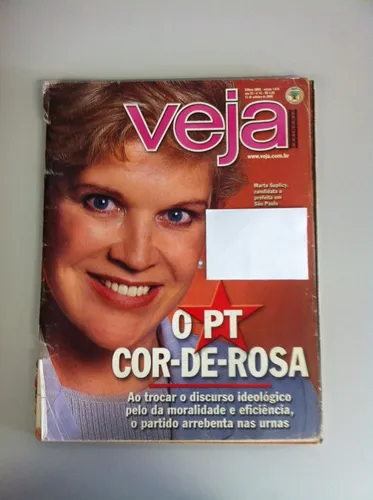 veja
www.veja.com.br
Marta Suplicy,
candidata a
prefeita em
São Paulo
O PT
COR-DE-ROSA
Ao trocar o discurso ideológico
pelo da moralidade e eficiência,
o partido arrebenta nas urnas